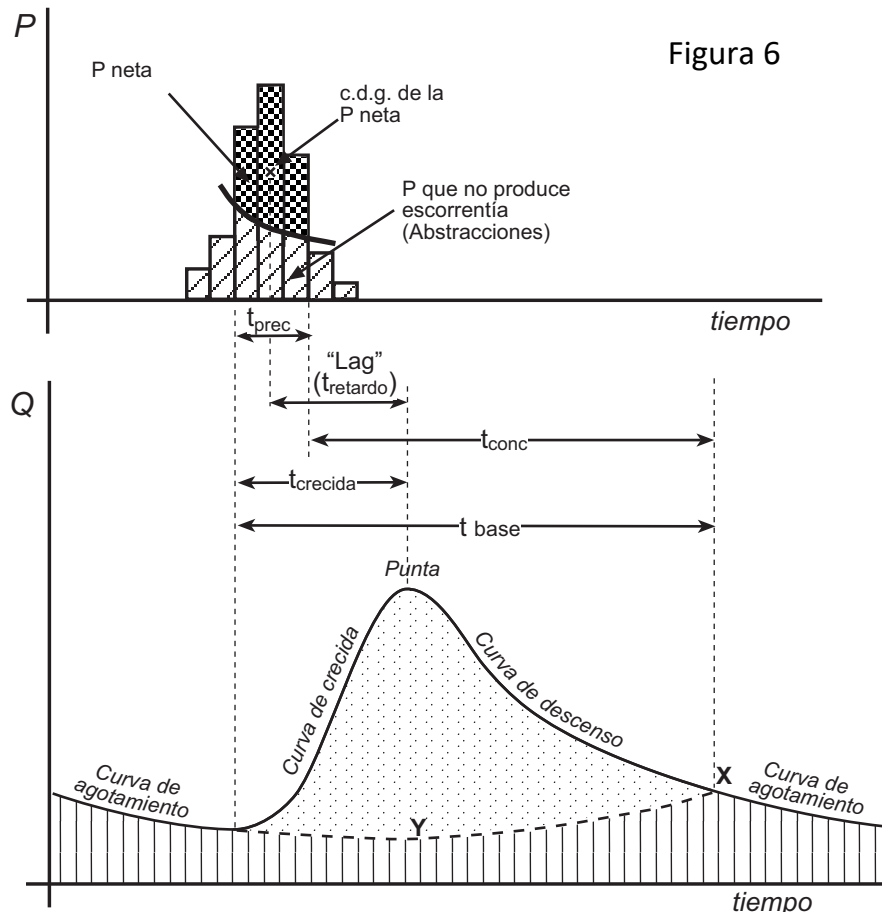 P
Figura 6
P neta
c.d.g. de la
P neta
P que no produce
escorrentía
(Abstracciones)
tiempo
tprec
“Lag”
(tretardo)
Q
tconc
tcrecida
t base
Punta
Curva de crecida
Curva de descenso
Curva de
agotamiento
X
Curva de
agotamiento
Y
tiempo